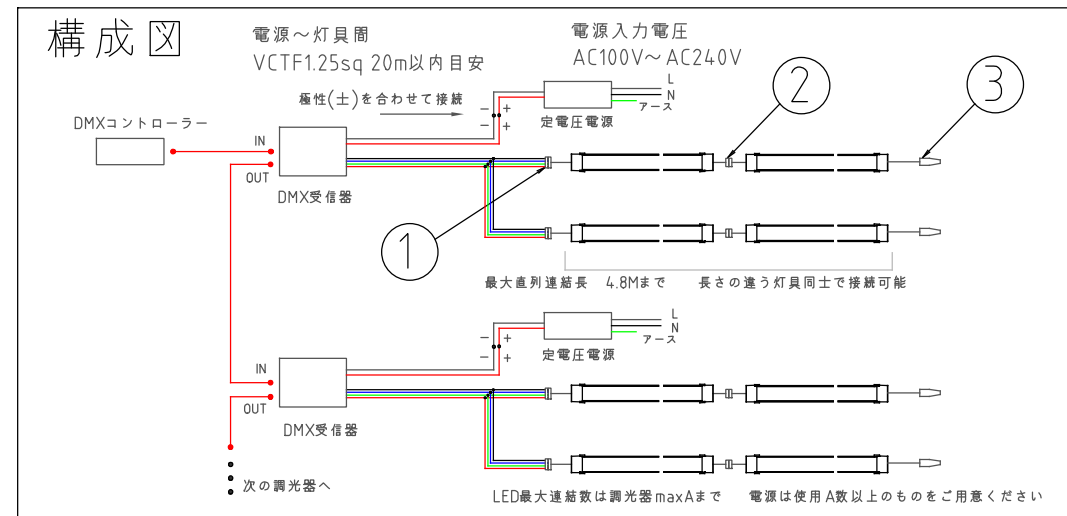 構成図
電源～灯具間
VCTF1.25sq 20m以内目安
電源入力電圧
AC100V～AC240V
極性(±)を合わせて接続
L
N
アース
－ ＋
－ ＋
定電圧電源
②
③
DMXコントローラー
IN
OUT
DMX受信器
①
最大直列連結長 4.8Mまで 長さの違う灯具同士で接続可能
L
N
アース
－ ＋
－ ＋
定電圧電源
IN
OUT
DMX受信器
次の調光器へ
LED最大連結数は調光器maxAまで 電源は使用A数以上のものをご用意ください